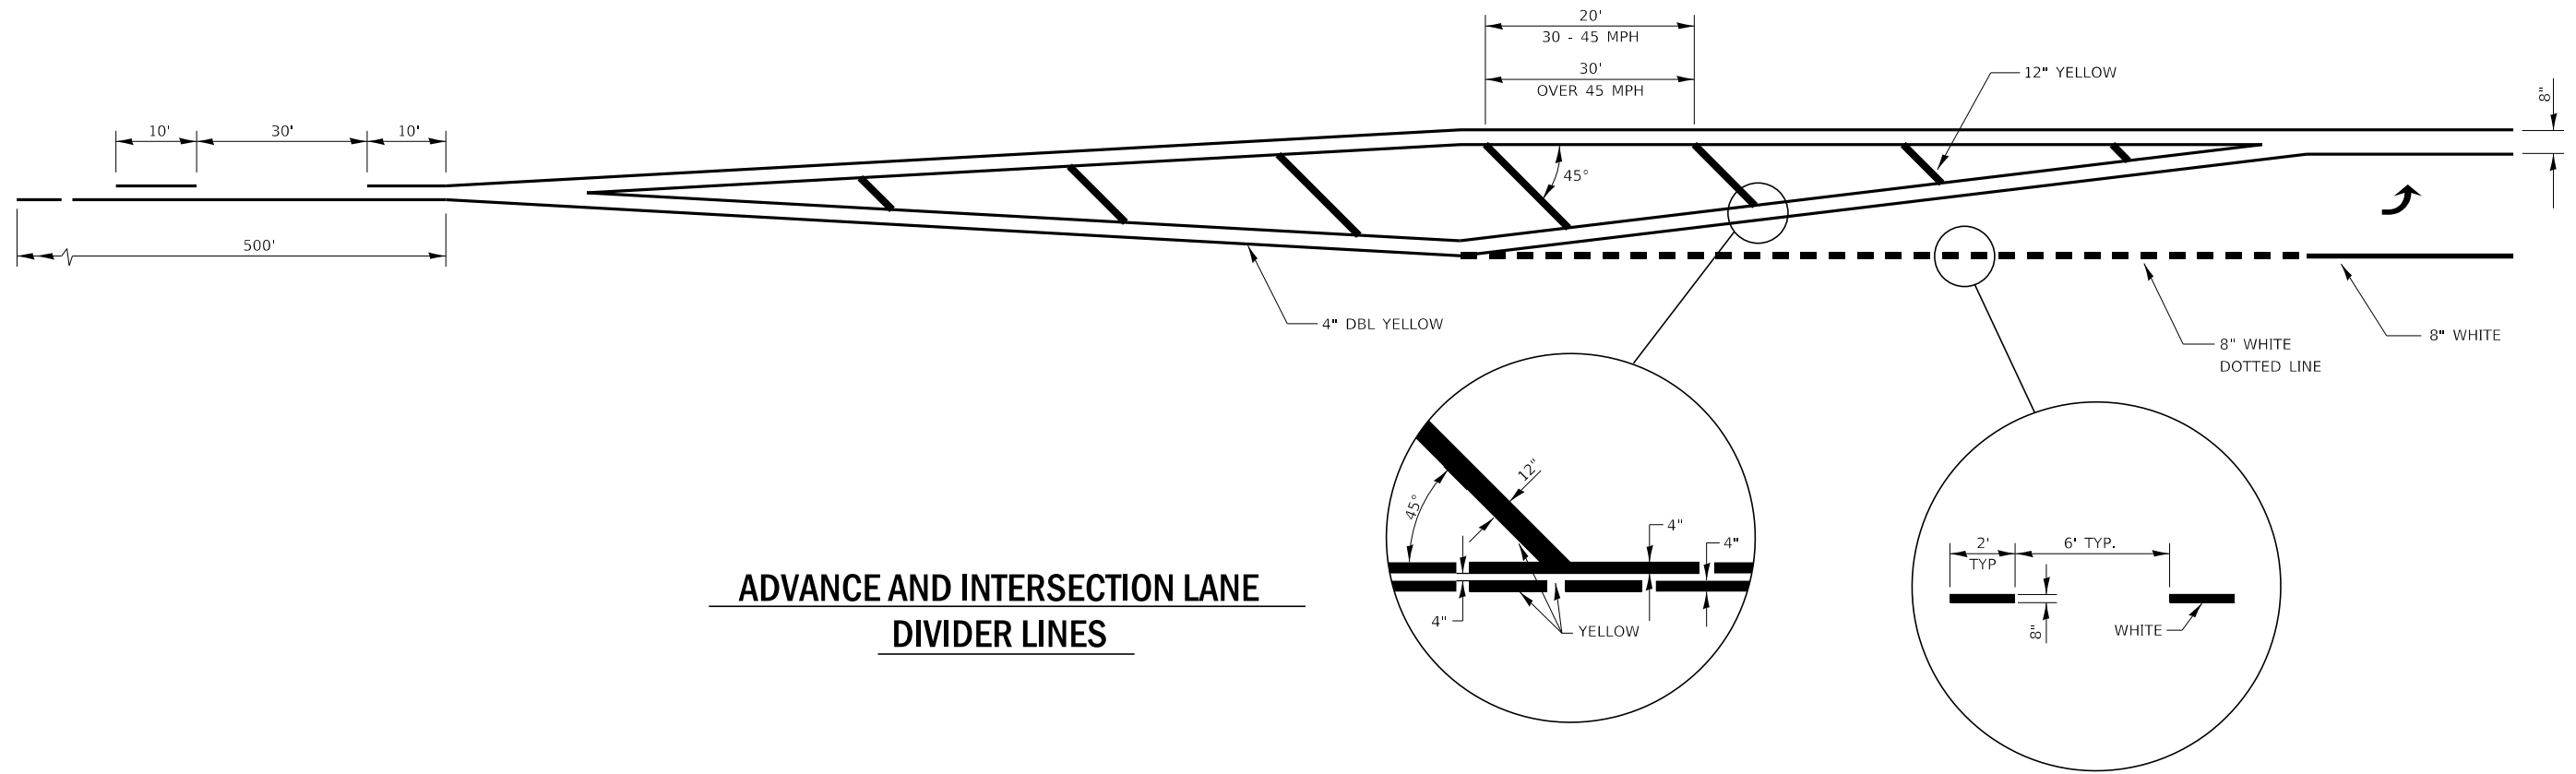 20'
30 - 45 MPH
30'
OVER 45 MPH
12" YELLOW
8"
10'
30'
10'
45°
500'
4" DBL YELLOW
8" WHITE
DOTTED LINE
8" WHITE
12"
45°
4"
4"
4"
YELLOW
2'
TYP
6' TYP.
8"
WHITE
ADVANCE AND INTERSECTION LANE
DIVIDER LINES